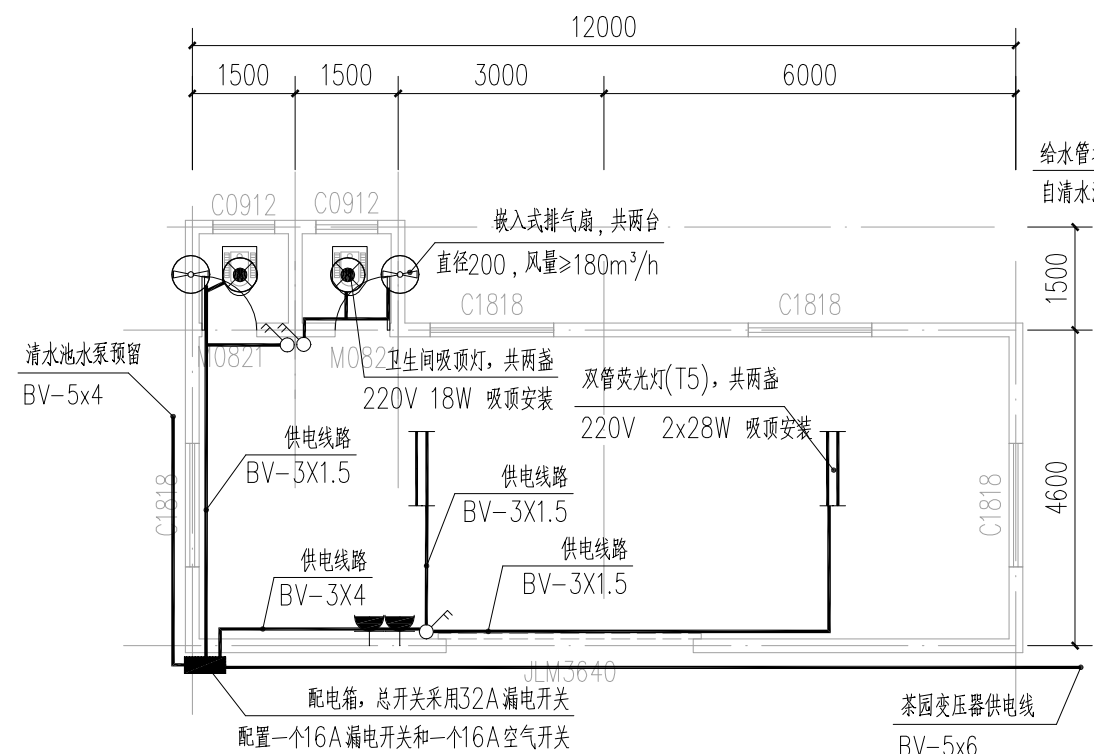 12000
1500
1500
3000
6000
给水管
自清水
C0912
C0912
嵌入式排气扇，共两台
直径200，风量≥180m³/h
1500
C1818
C1818
清水池水泵预留
BV-5x4
M0821
M0821
卫生间吸顶灯，共两盏
220V 18W 吸顶安装
双管荧光灯(T5)，共两盏
220V 2x28W 吸顶安装
供电线路
BV-3X1.5
供电线路
BV-3X1.5
C1818
C1818
4600
供电线路
BV-3X1.5
供电线路
BV-3X4
JLM3640
配电箱，总开关采用32A漏电开关
配置一个16A漏电开关和一个16A空气开关
茶园变压器供电线
BV-5x6